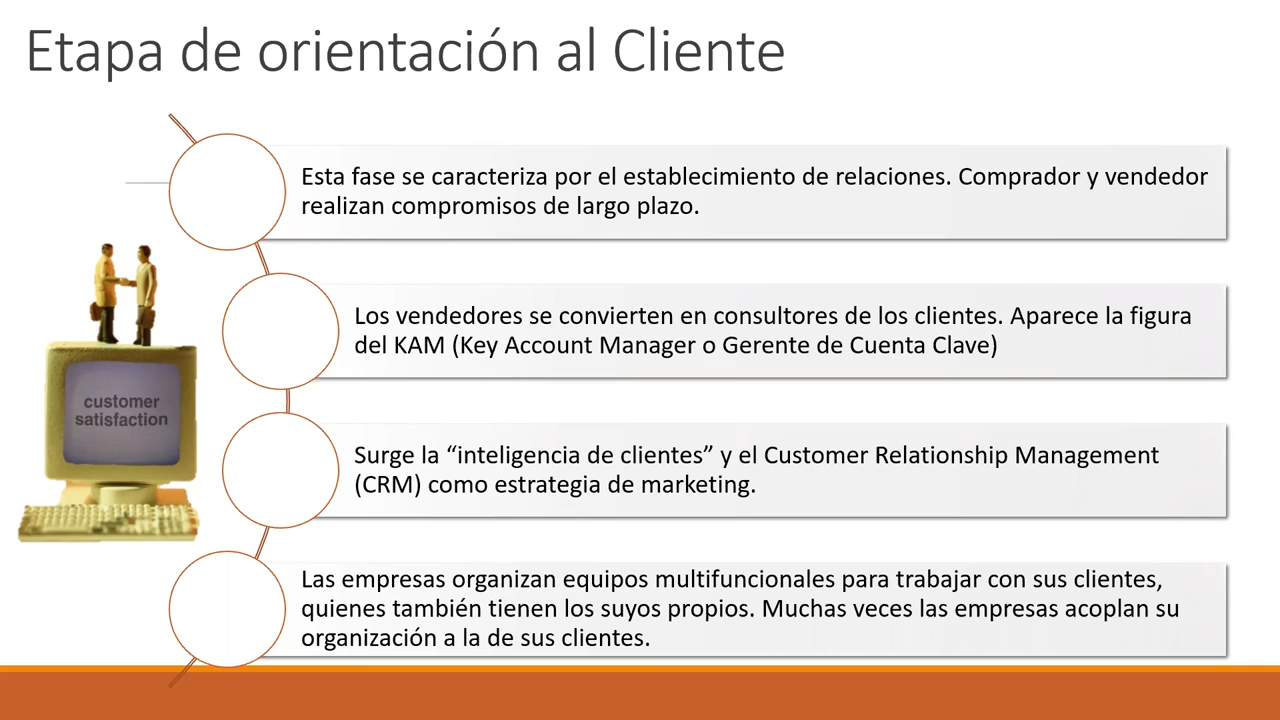 Etapa de orientación al Cliente
Esta fase se caracteriza por el establecimiento de relaciones. Comprador y vendedor
realizan compromisos de largo plazo.
Los vendedores se convierten en consultores de los clientes. Aparece la figura
del KAM (Key Account Manager o Gerente de Cuenta Clave)
customer
satisfaction
Surge la “inteligencia de clientes” y el Customer Relationship Management
(CRM) como estrategia de marketing.
Las empresas organizan equipos multifuncionales para trabajar con sus clientes,
quienes también tienen los suyos propios. Muchas veces las empresas acoplan su
organización a la de sus clientes.